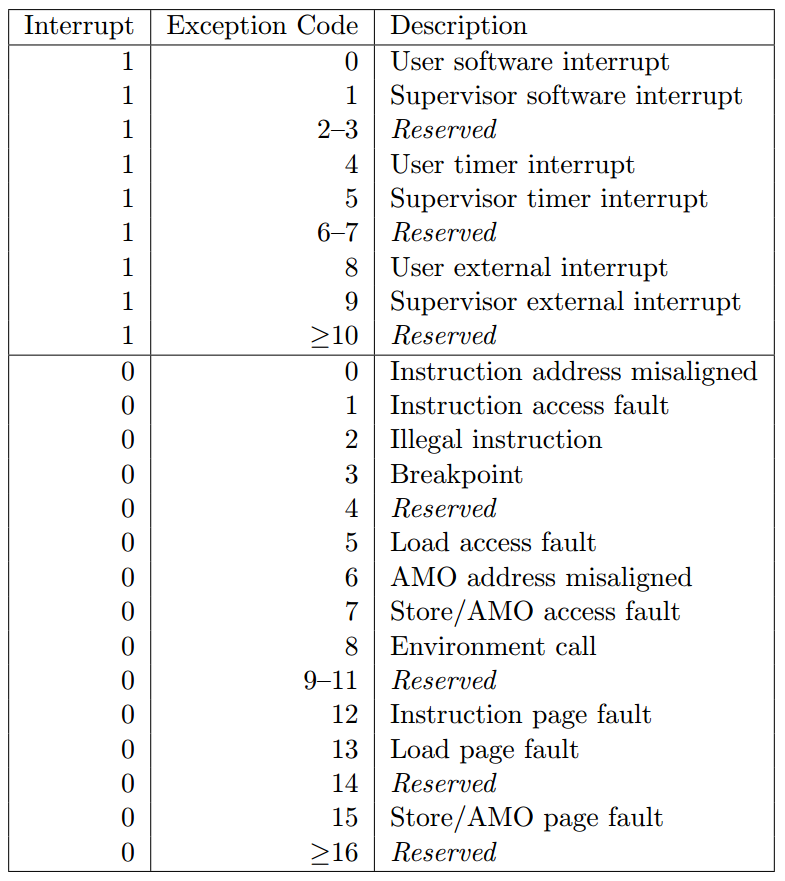 Interrupt Exception Code Description
1 0 User software interrupt
1 1 Supervisor software interrupt
1 2–3 Reserved
1 4 User timer interrupt
1 5 Supervisor timer interrupt
1 6–7 Reserved
1 8 User external interrupt
1 9 Supervisor external interrupt
1 ≥10 Reserved
0 0 Instruction address misaligned
0 1 Instruction access fault
0 2 Illegal instruction
0 3 Breakpoint
0 4 Reserved
0 5 Load access fault
0 6 AMO address misaligned
0 7 Store/AMO access fault
0 8 Environment call
0 9–11 Reserved
0 12 Instruction page fault
0 13 Load page fault
0 14 Reserved
0 15 Store/AMO page fault
0 ≥16 Reserved